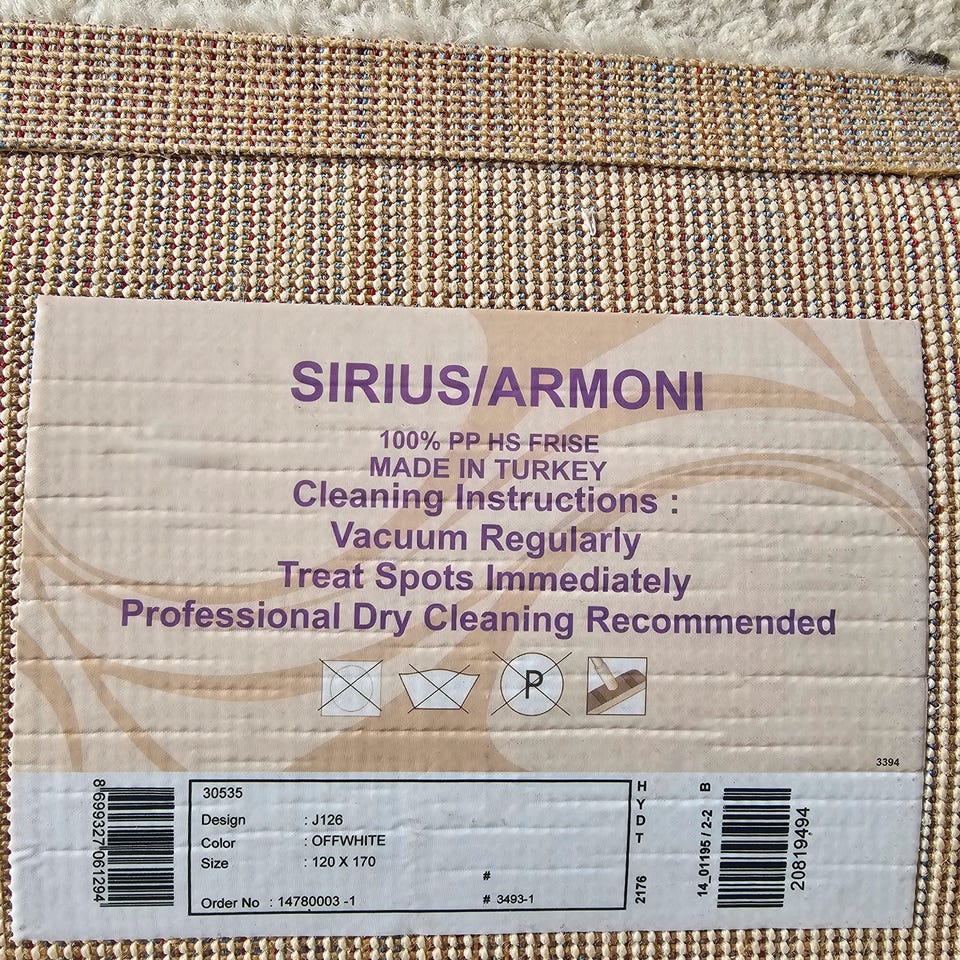 SIRIUS/ARMONI
100% PP HS FRISE
MADE IN TURKEY
Cleaning Instructions :
Vacuum Regularly
Treat Spots Immediately
Professional Dry Cleaning Recommended
P
3394
8699327061294
30535
Design : J126
Color : OFFWHITE
Size : 120 X 170
#
Order No : 14780003 -1 # 3493-1
HYDT 2176
14_01195 / 2-2 B
20819494